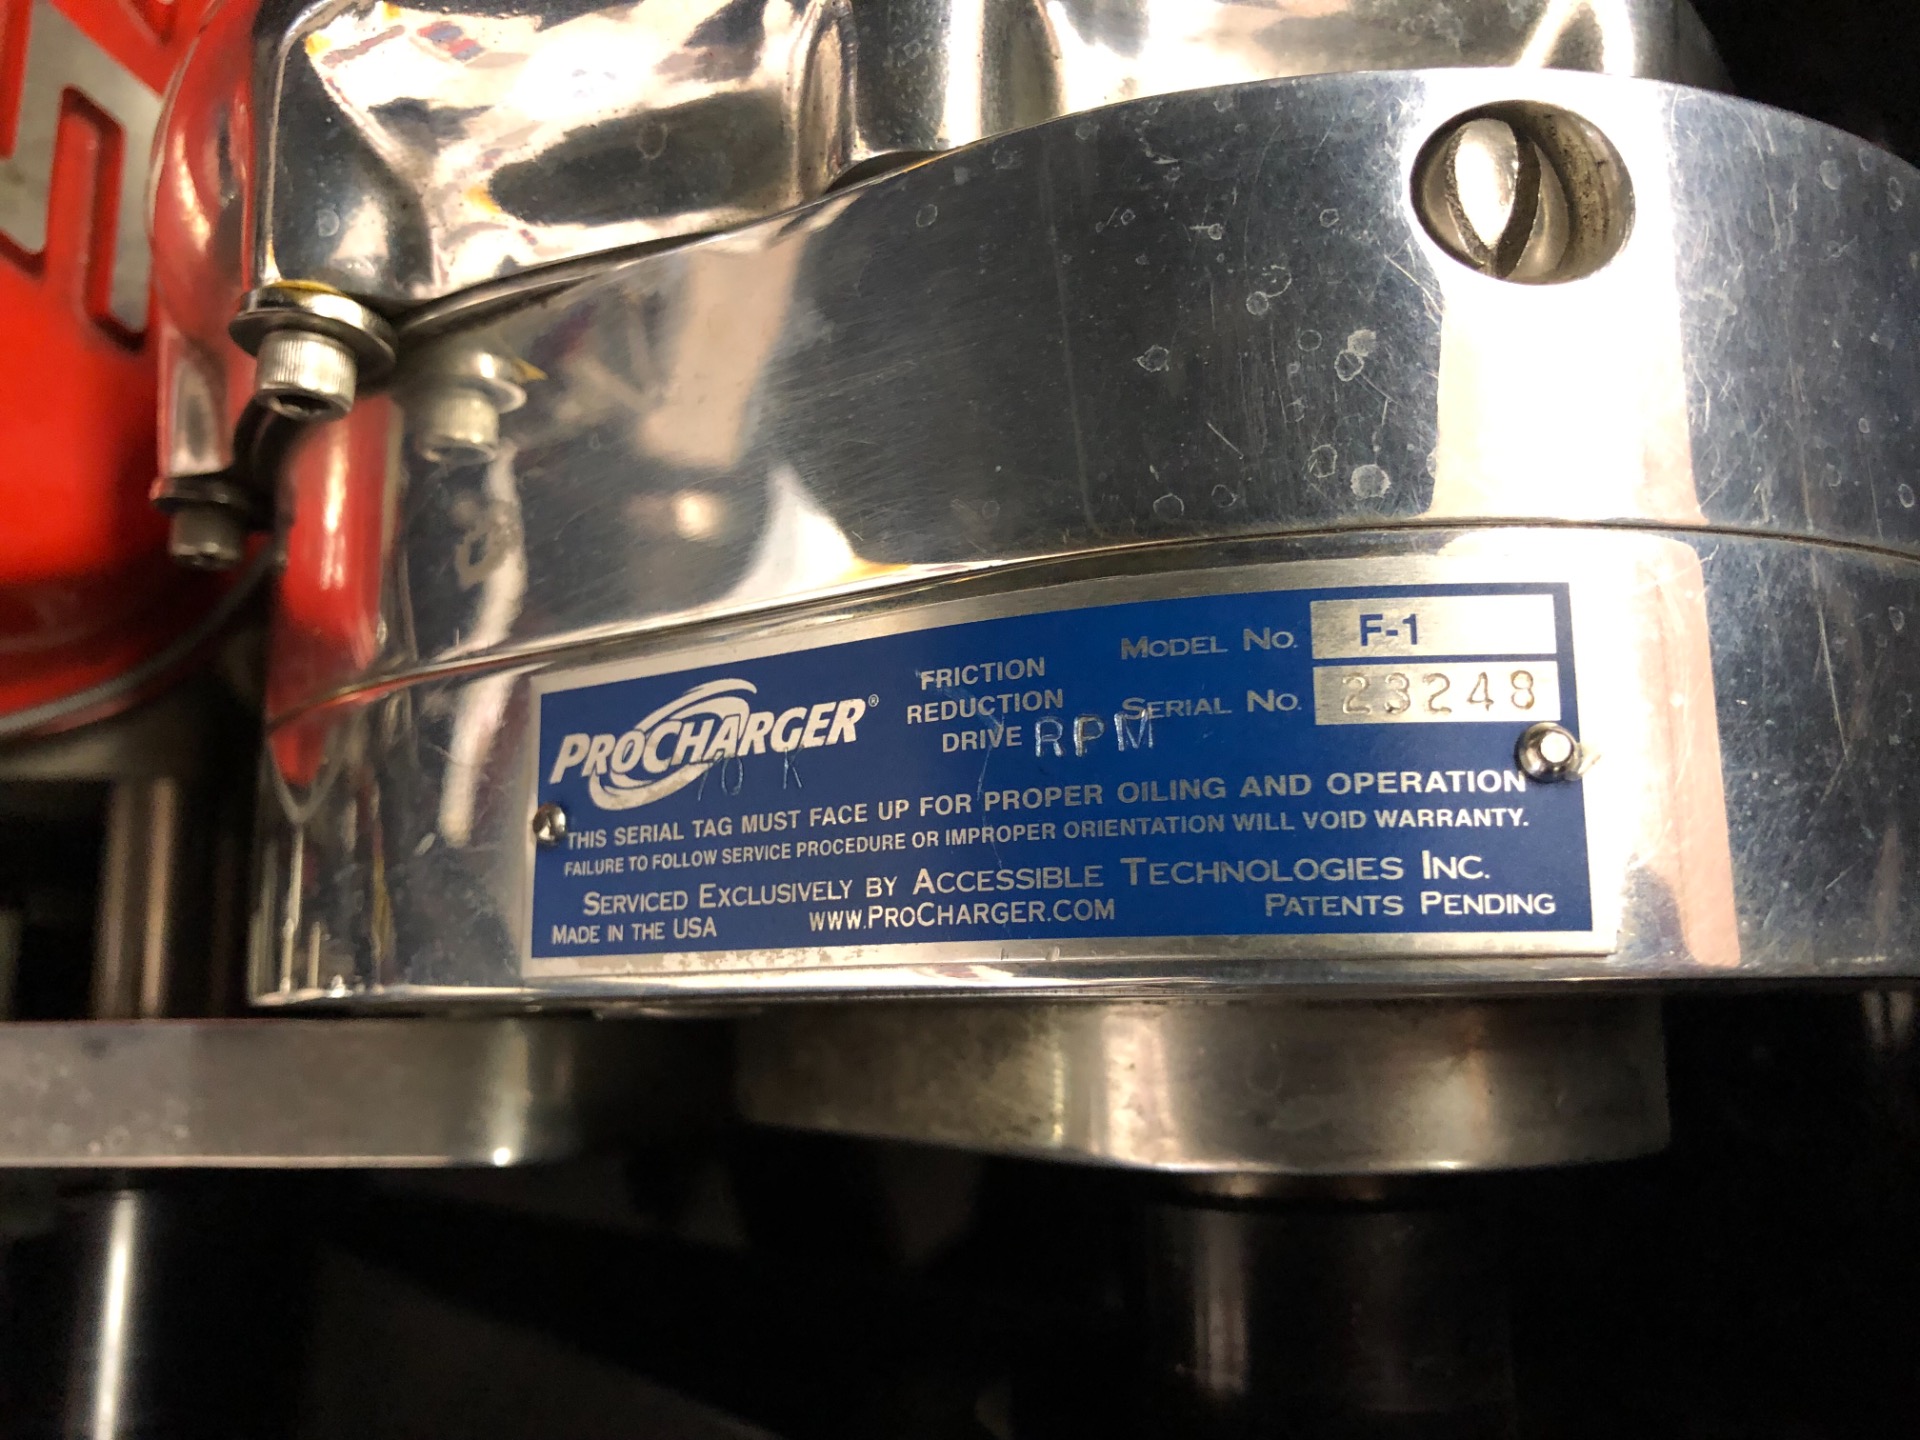 PROCHARGER®
FRICTION
REDUCTION
DRIVE
MODEL NO. F-1
SERIAL NO. 23248
70 K RPM
THIS SERIAL TAG MUST FACE UP FOR PROPER OILING AND OPERATION
FAILURE TO FOLLOW SERVICE PROCEDURE OR IMPROPER ORIENTATION WILL VOID WARRANTY.
SERVICED EXCLUSIVELY BY ACCESSIBLE TECHNOLOGIES INC.
MADE IN THE USA WWW.PROCHARGER.COM PATENTS PENDING